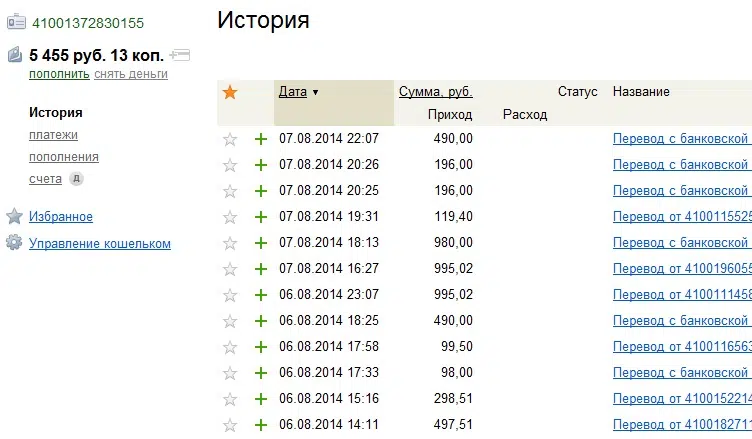 41001372830155
5 455 руб. 13 коп.
пополнить снять деньги
История
платежи
пополнения
счета д
Избранное
Управление кошельком
История
Дата ▼ Сумма, руб. Статус Название
Приход Расход
07.08.2014 22:07 490,00 Перевод с банковской
07.08.2014 20:26 196,00 Перевод с банковской
07.08.2014 20:25 196,00 Перевод с банковской
07.08.2014 19:31 119,40 Перевод от 4100115525
07.08.2014 18:13 980,00 Перевод с банковской
07.08.2014 16:27 995,02 Перевод от 4100196055
06.08.2014 23:07 995,02 Перевод от 4100111458
06.08.2014 18:25 490,00 Перевод с банковской
06.08.2014 17:58 99,50 Перевод от 4100116563
06.08.2014 17:33 98,00 Перевод с банковской
06.08.2014 15:16 298,51 Перевод от 4100152214
06.08.2014 14:11 497,51 Перевод от 4100182711